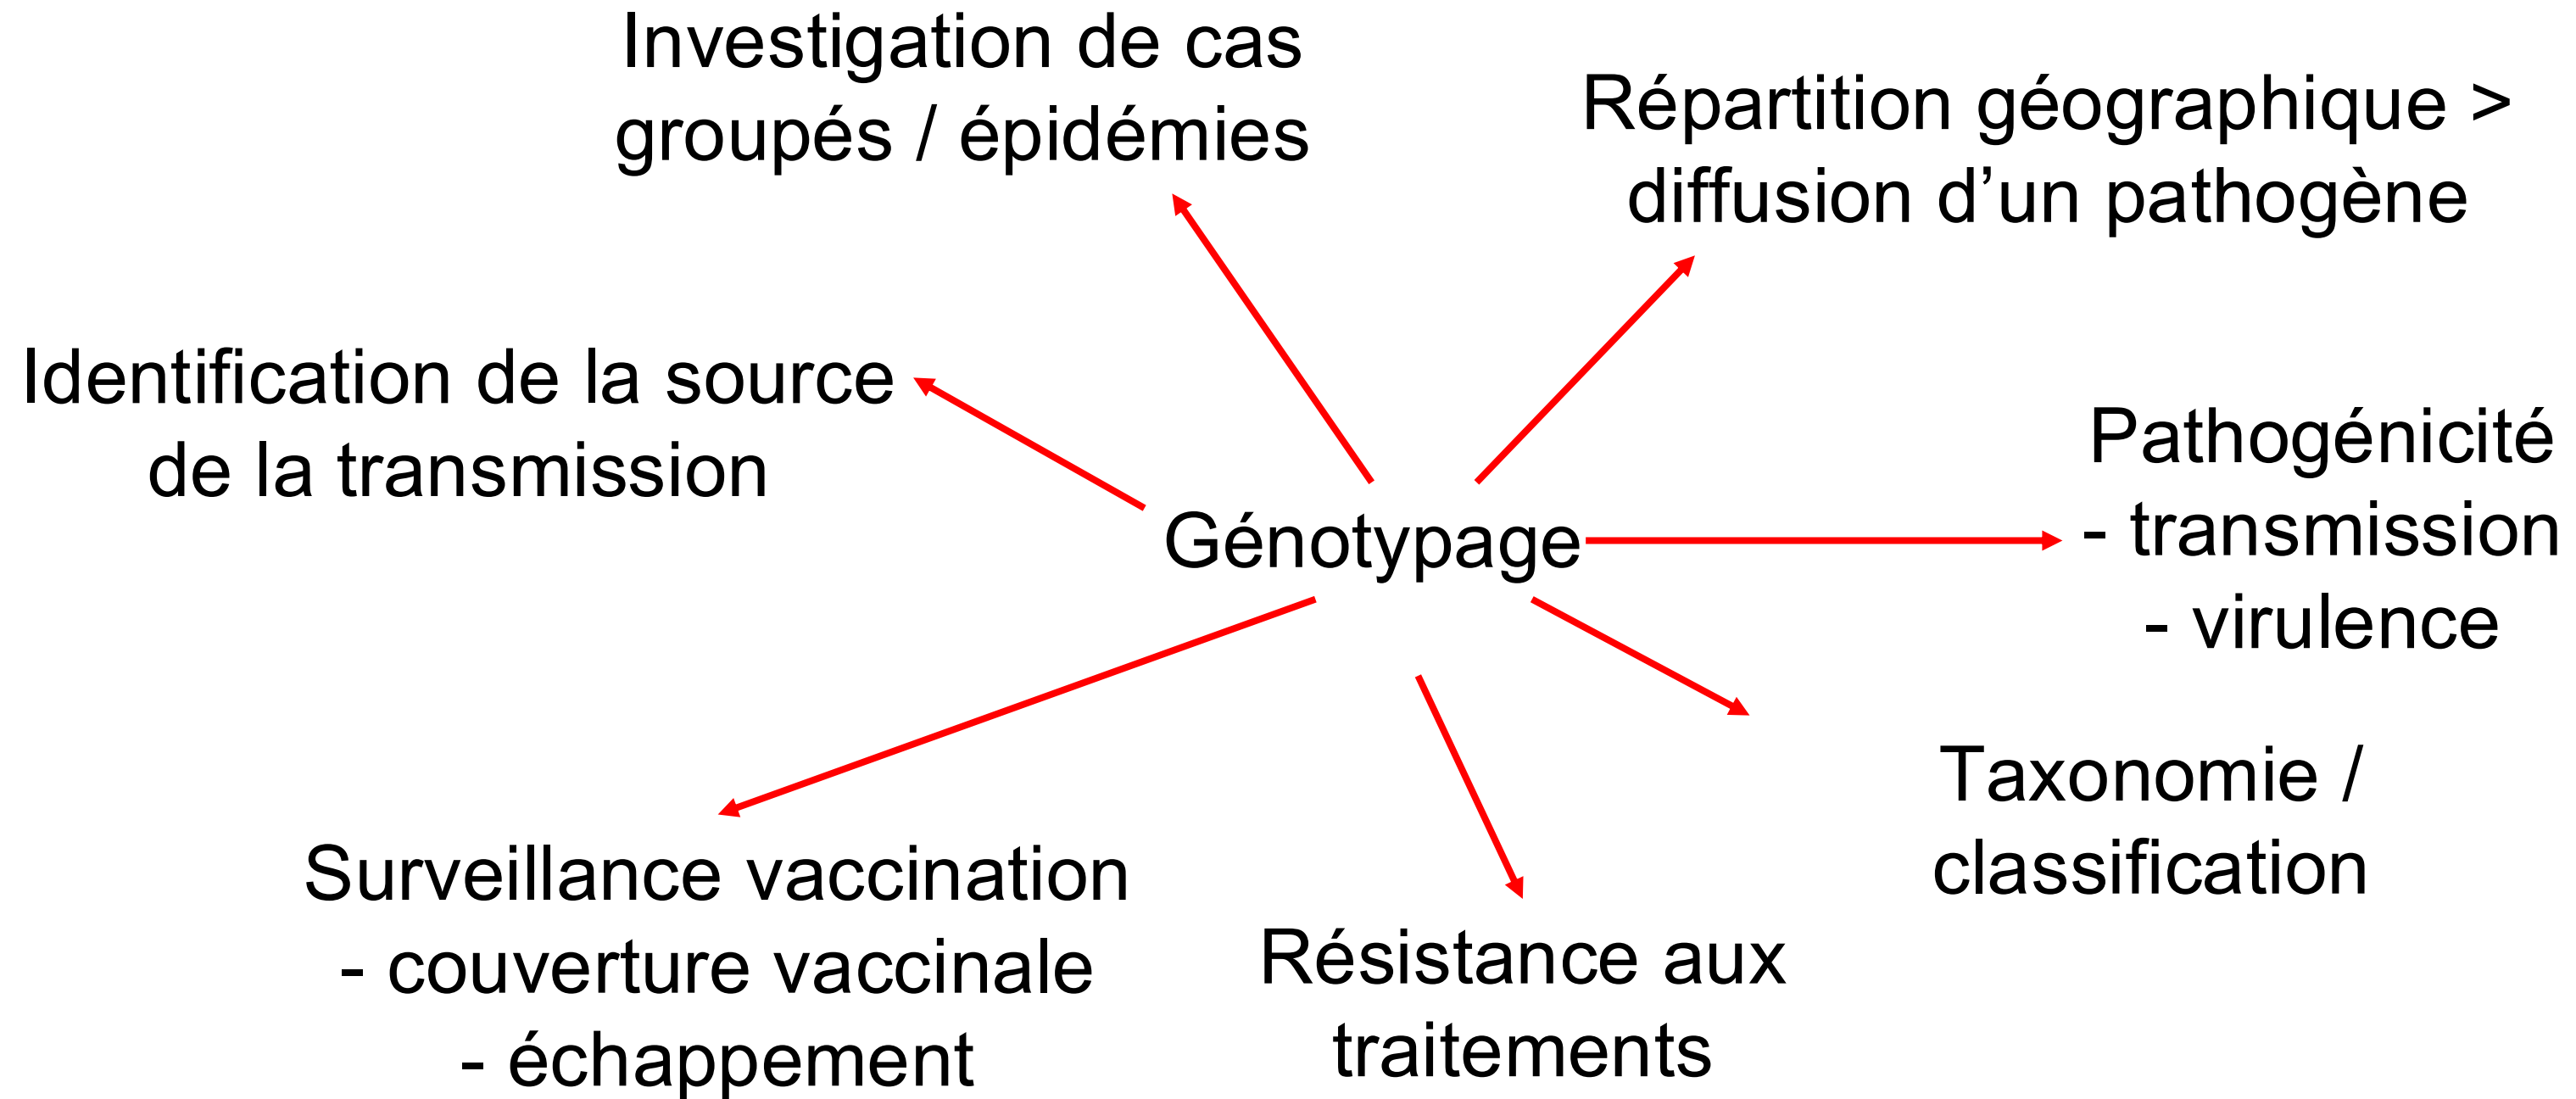 Investigation de cas
groupés / épidémies
Répartition géographique >
diffusion d’un pathogène
Identification de la source
de la transmission
Pathogénicité
- transmission
- virulence
Génotypage
Taxonomie /
classification
Surveillance vaccination
- couverture vaccinale
- échappement
Résistance aux
traitements